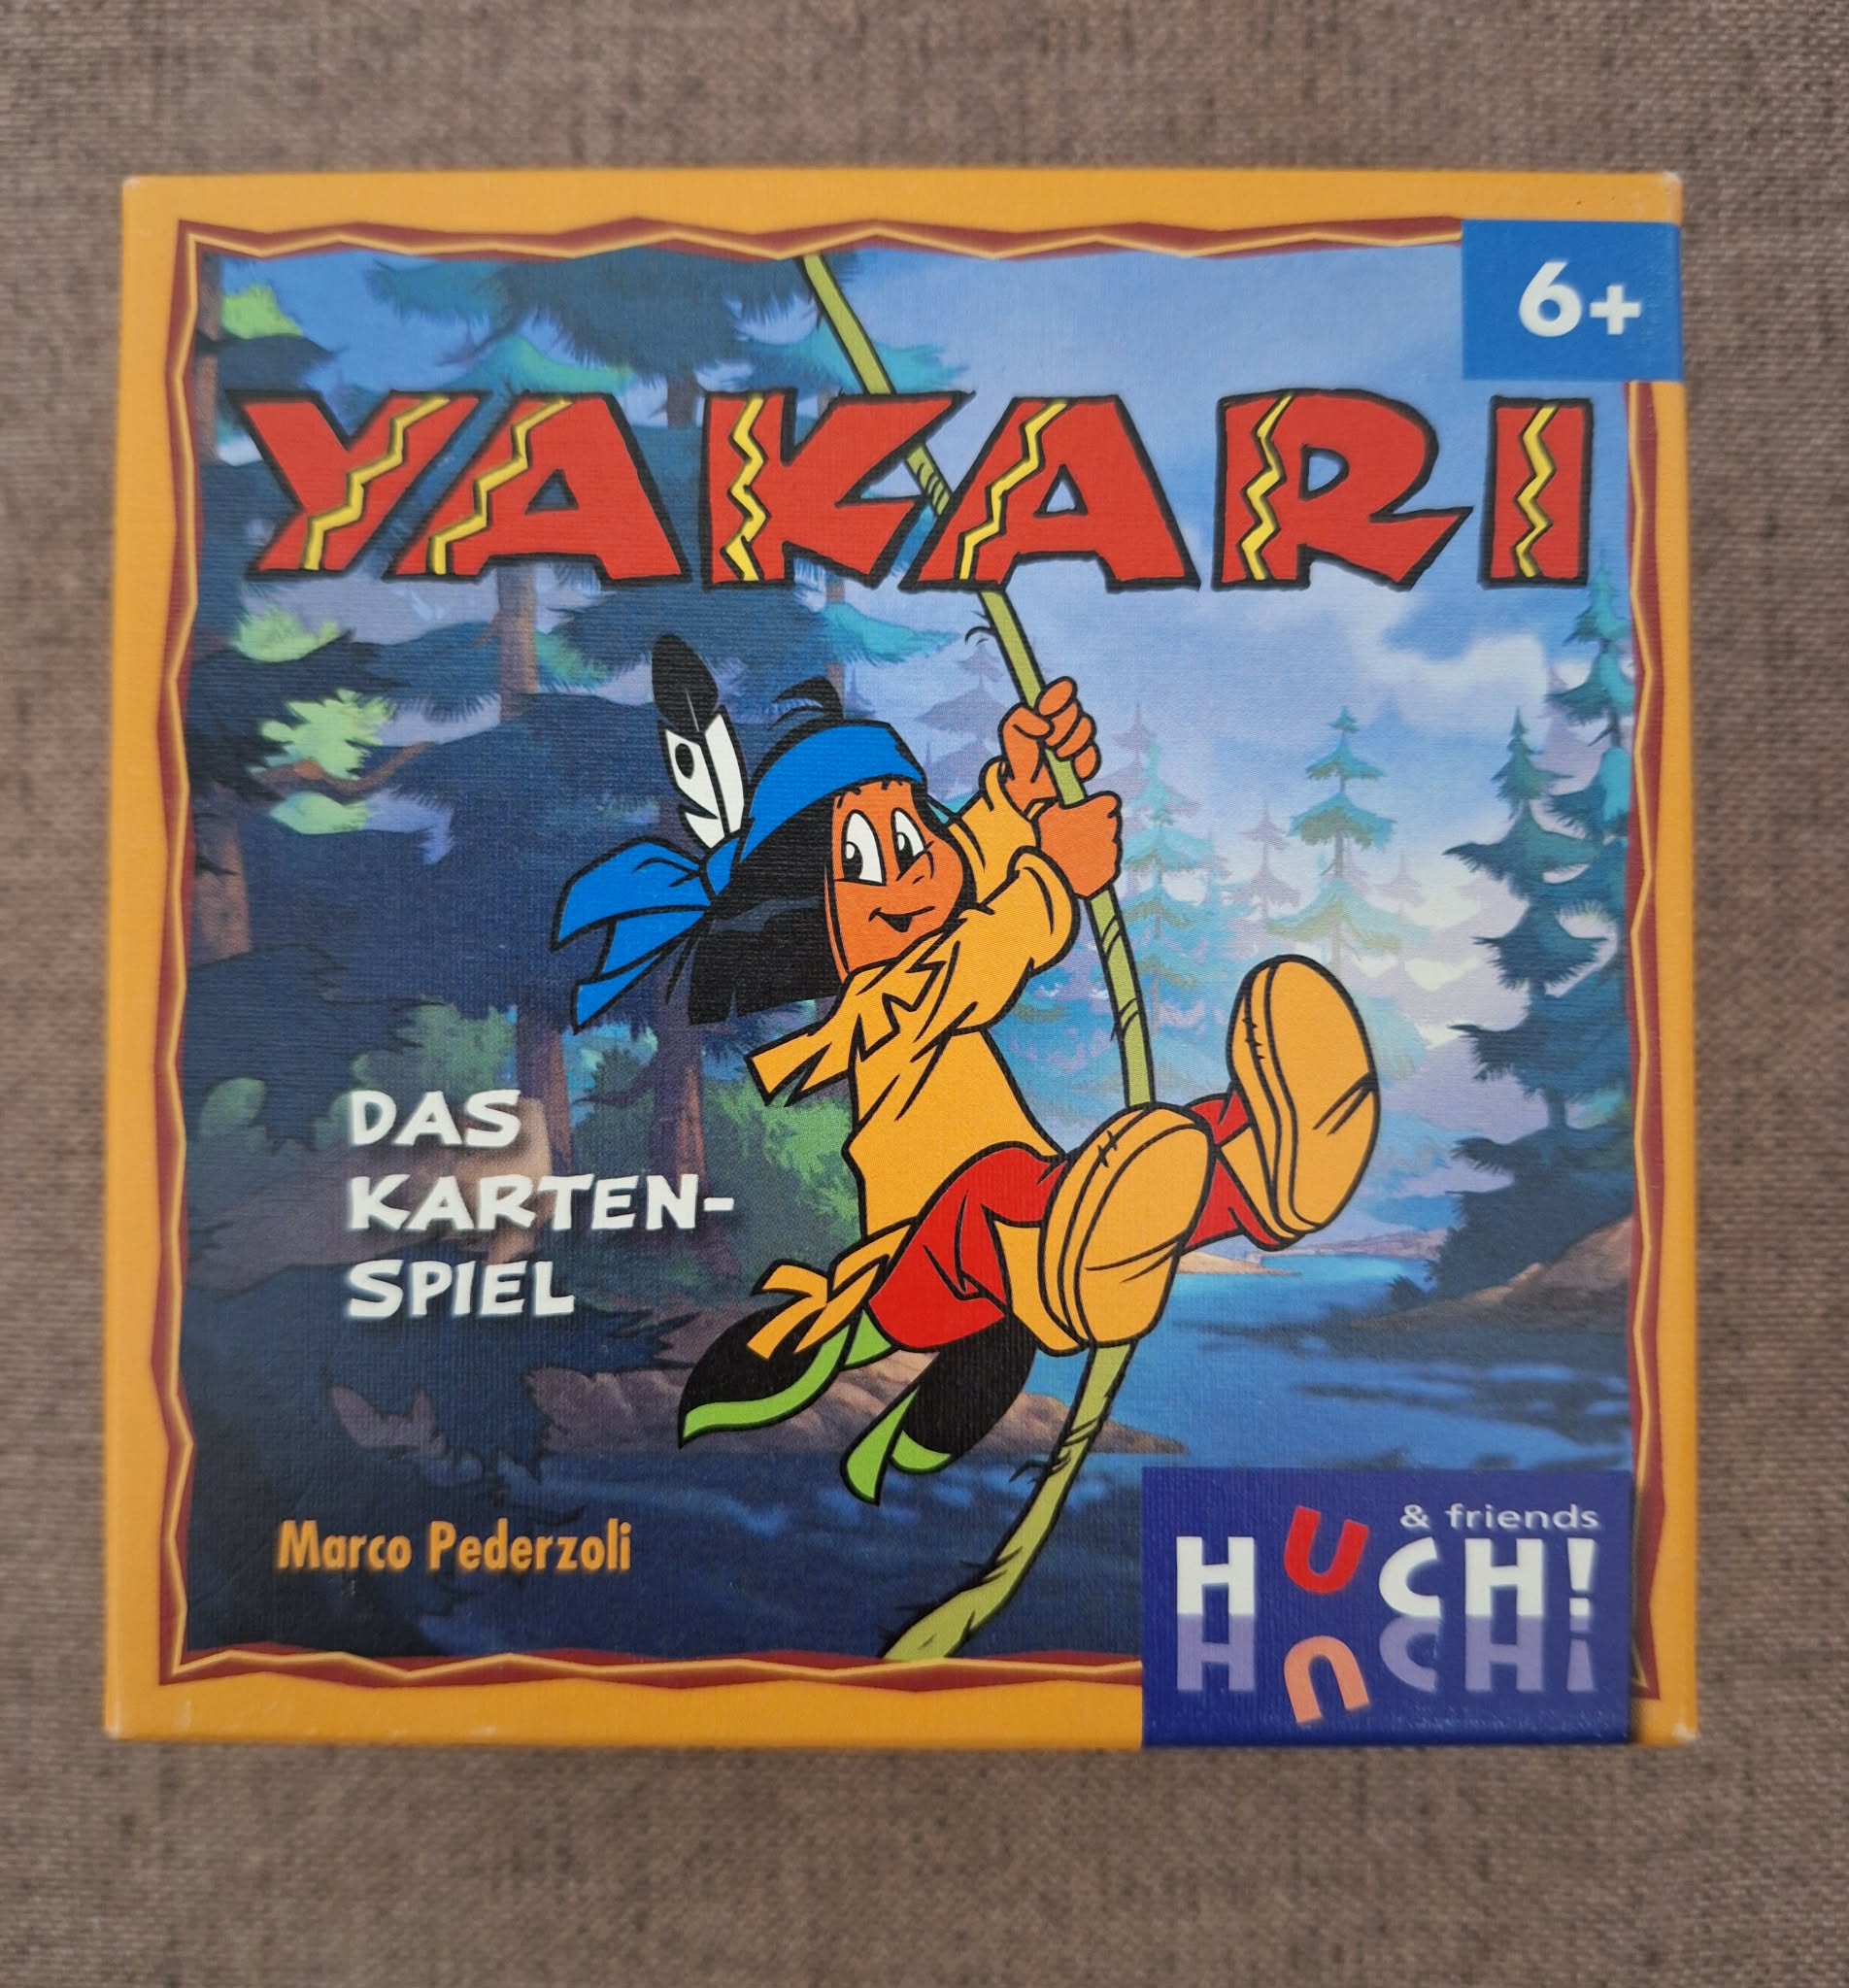 6+
YAKARI
DAS
KARTEN-
SPIEL
Marco Pederzoli
& friends
HUCH!